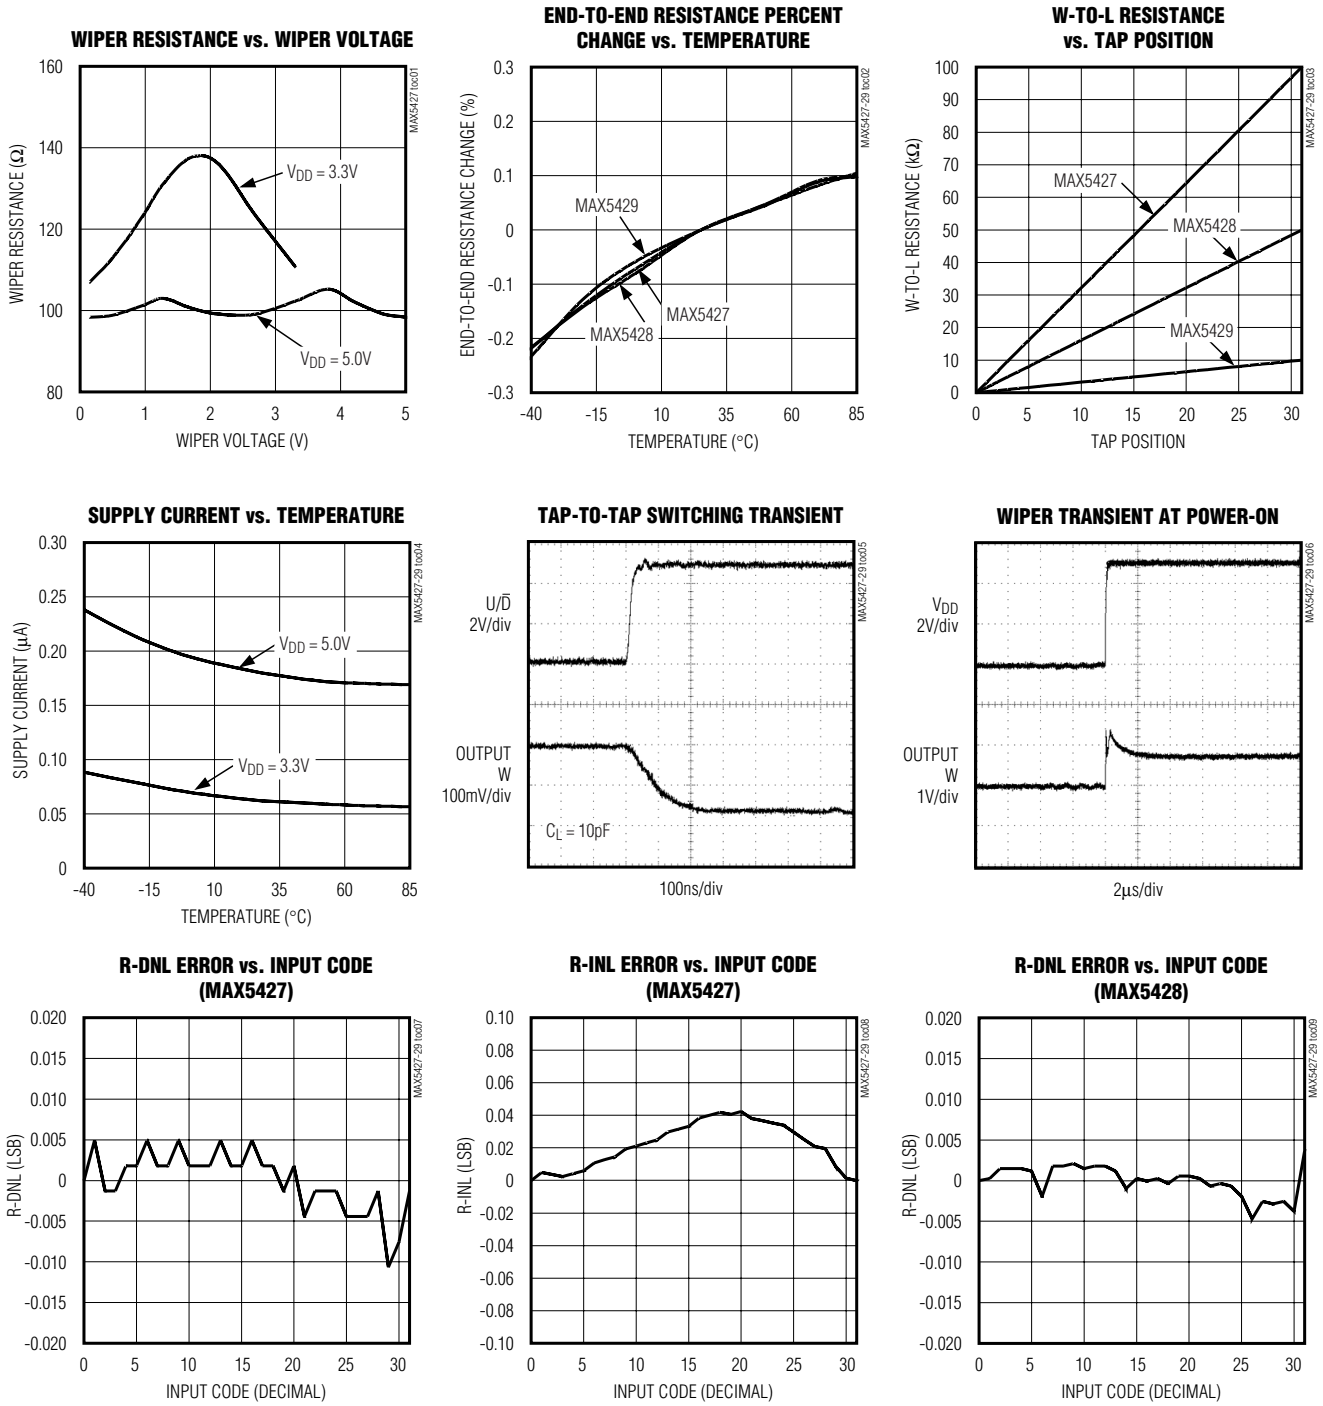 WIPER RESISTANCE vs. WIPER VOLTAGE
160
140
120
100
80
WIPER RESISTANCE (Ω)
VDD = 3.3V
VDD = 5.0V
0 1 2 3 4 5
WIPER VOLTAGE (V)
MAX5427 toc01
END-TO-END RESISTANCE PERCENT
CHANGE vs. TEMPERATURE
0.3
0.2
0.1
0
-0.1
-0.2
-0.3
END-TO-END RESISTANCE CHANGE (%)
MAX5429
MAX5427
MAX5428
-40 -15 10 35 60 85
TEMPERATURE (°C)
MAX5427-29 toc02
W-TO-L RESISTANCE
vs. TAP POSITION
100
90
80
70
60
50
40
30
20
10
0
W-TO-L RESISTANCE (kΩ)
MAX5427
MAX5428
MAX5429
0 5 10 15 20 25 30
TAP POSITION
MAX5427-29 toc03
SUPPLY CURRENT vs. TEMPERATURE
0.30
0.25
0.20
0.15
0.10
0.05
0
SUPPLY CURRENT (µA)
VDD = 5.0V
VDD = 3.3V
-40 -15 10 35 60 85
TEMPERATURE (°C)
MAX5427-29 toc04
TAP-TO-TAP SWITCHING TRANSIENT
U/D̅
2V/div
OUTPUT
W
100mV/div
CL = 10pF
100ns/div
MAX5427-29 toc05
WIPER TRANSIENT AT POWER-ON
VDD
2V/div
OUTPUT
W
1V/div
2µs/div
MAX5427-29 toc06
R-DNL ERROR vs. INPUT CODE
(MAX5427)
0.020
0.015
0.010
0.005
0
-0.005
-0.010
-0.015
-0.020
R-DNL (LSB)
0 5 10 15 20 25 30
INPUT CODE (DECIMAL)
MAX5427-29 toc07
R-INL ERROR vs. INPUT CODE
(MAX5427)
0.10
0.08
0.06
0.04
0.02
0
-0.02
-0.04
-0.06
-0.08
-0.10
R-INL (LSB)
0 5 10 15 20 25 30
INPUT CODE (DECIMAL)
MAX5427-29 toc08
R-DNL ERROR vs. INPUT CODE
(MAX5428)
0.020
0.015
0.010
0.005
0
-0.005
-0.010
-0.015
-0.020
R-DNL (LSB)
0 5 10 15 20 25 30
INPUT CODE (DECIMAL)
MAX5427-29 toc09